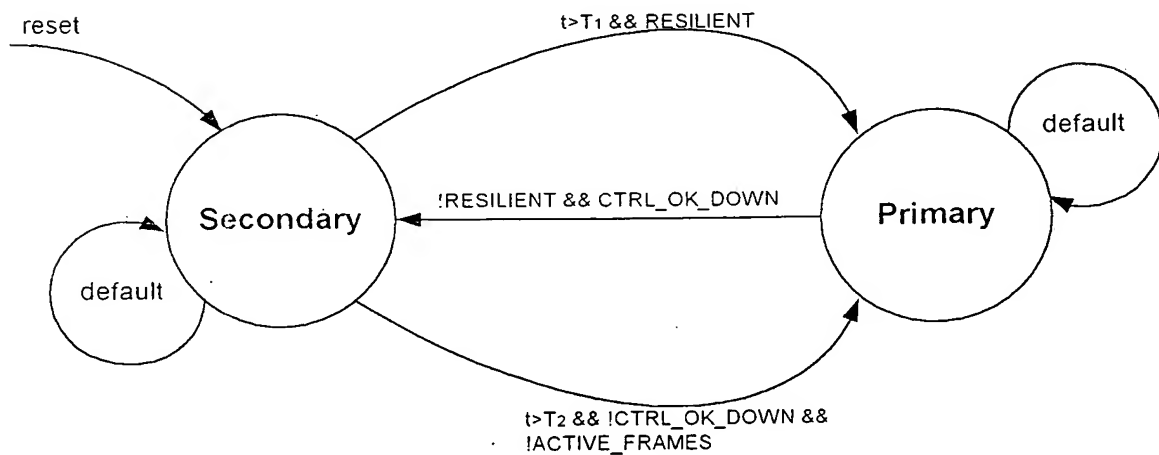 reset
t>T1 && RESILIENT
default
!RESILIENT && CTRL_OK_DOWN
Secondary
Primary
default
t>T2 && !CTRL_OK_DOWN &&
!ACTIVE_FRAMES